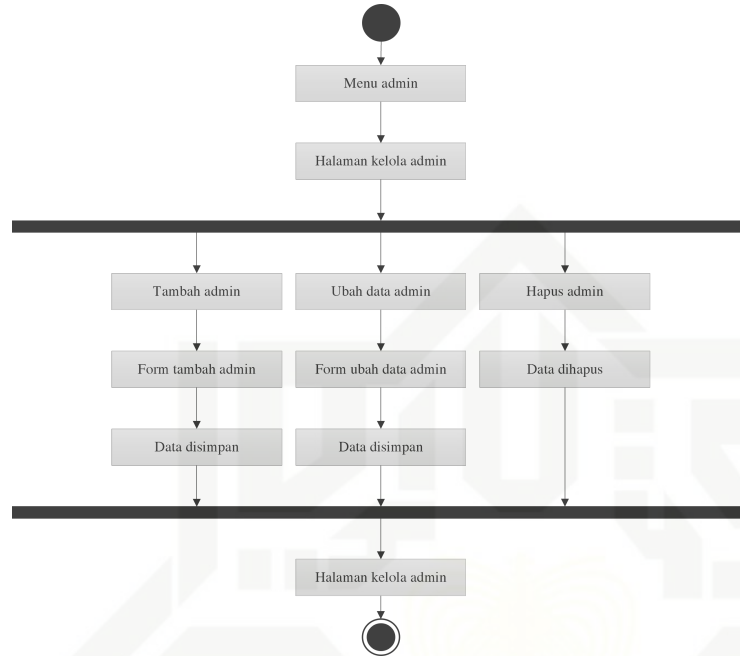 Menu admin
Halaman kelola admin
Tambah admin
Ubah data admin
Hapus admin
Form tambah admin
Form ubah data admin
Data dihapus
Data disimpan
Data disimpan
Halaman kelola admin